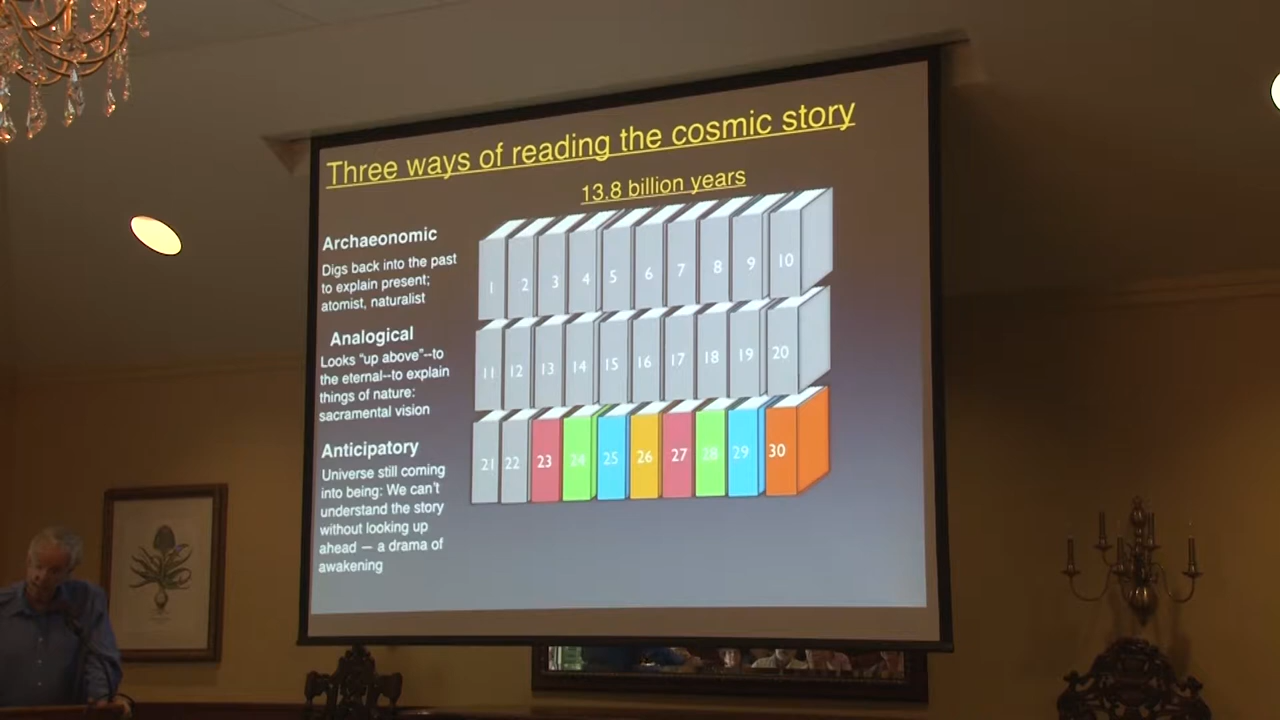 Three ways of reading the cosmic story
13.8 billion years
Archaeonomic
Digs back into the past
to explain present;
atomist, naturalist
Analogical
Looks “up above”--to
the eternal--to explain
things of nature:
sacramental vision
Anticipatory
Universe still coming
into being: We can’t
understand the story
without looking up
ahead — a drama of
awakening
1 2 3 4 5 6 7 8 9 10
11 12 13 14 15 16 17 18 19 20
21 22 23 24 25 26 27 28 29 30